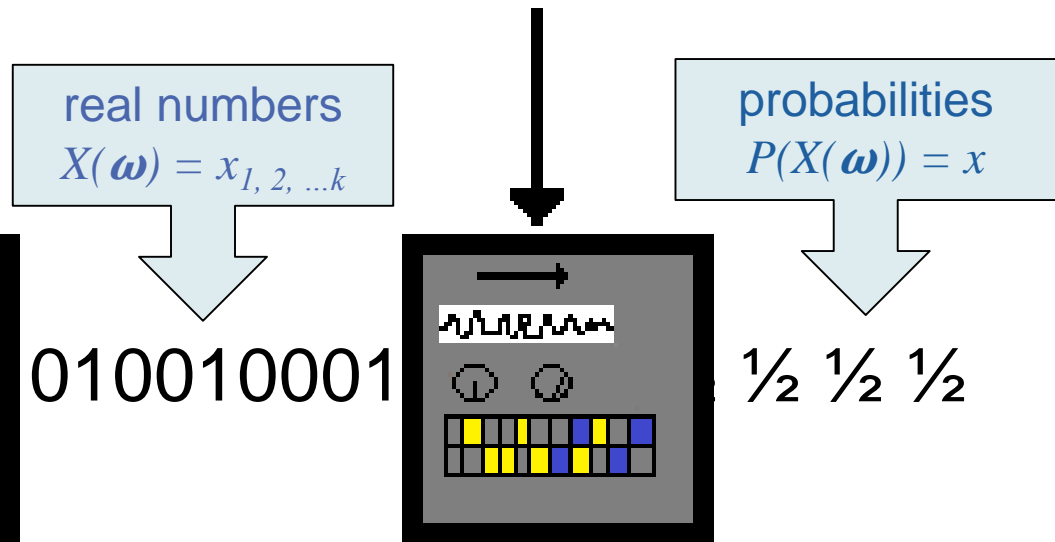 real numbers
X(ω) = x1, 2, ...k
probabilities
P(X(ω)) = x
010010001 ½ ½ ½